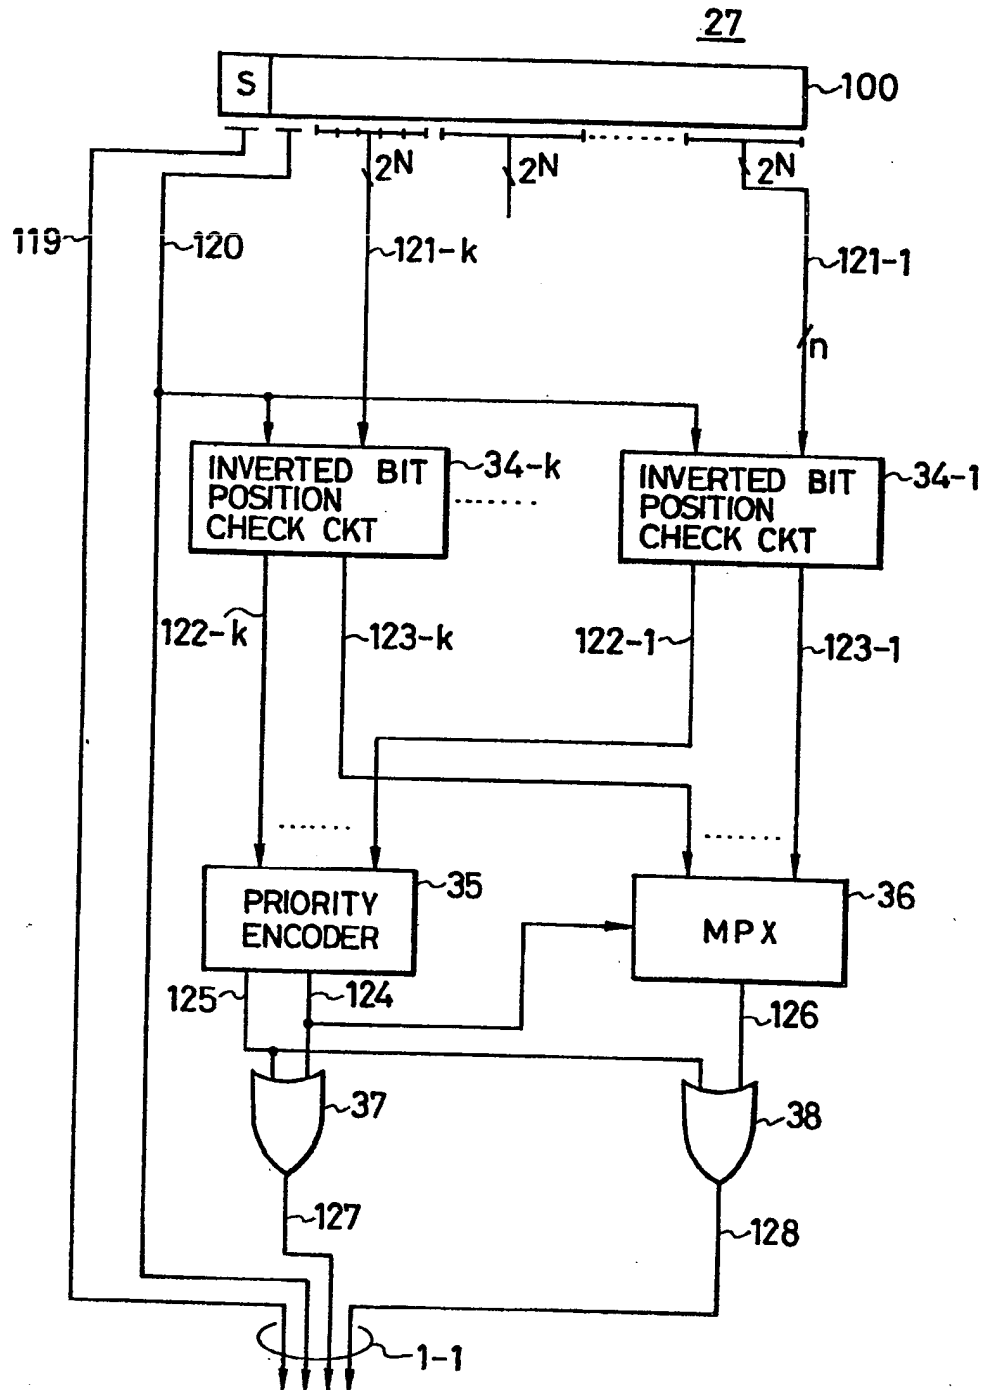 27
S
100
2N
2N
2N
119
120
121-k
121-1
n
INVERTED BIT
POSITION
CHECK CKT
34-k
INVERTED BIT
POSITION
CHECK CKT
34-1
122-k
123-k
122-1
123-1
PRIORITY
ENCODER
35
MPX
36
125
124
126
37
38
127
128
1-1